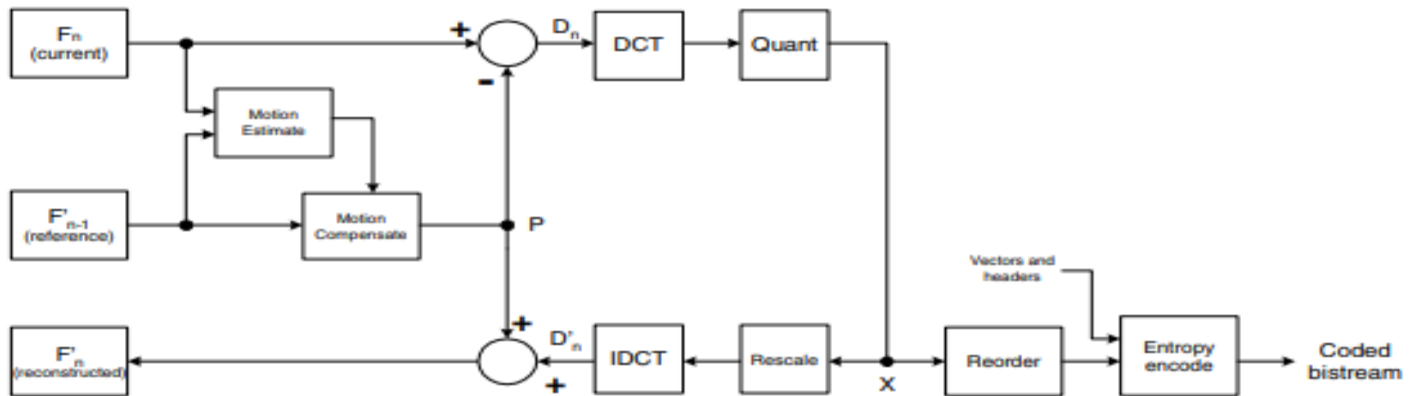 Fn
(current)
+
-
Dn
DCT
Quant
Motion
Estimate
F'n-1
(reference)
Motion
Compensate
P
Vectors and
headers
F'n
(reconstructed)
+
+
D'n
IDCT
Rescale
X
Reorder
Entropy
encode
Coded
bistream